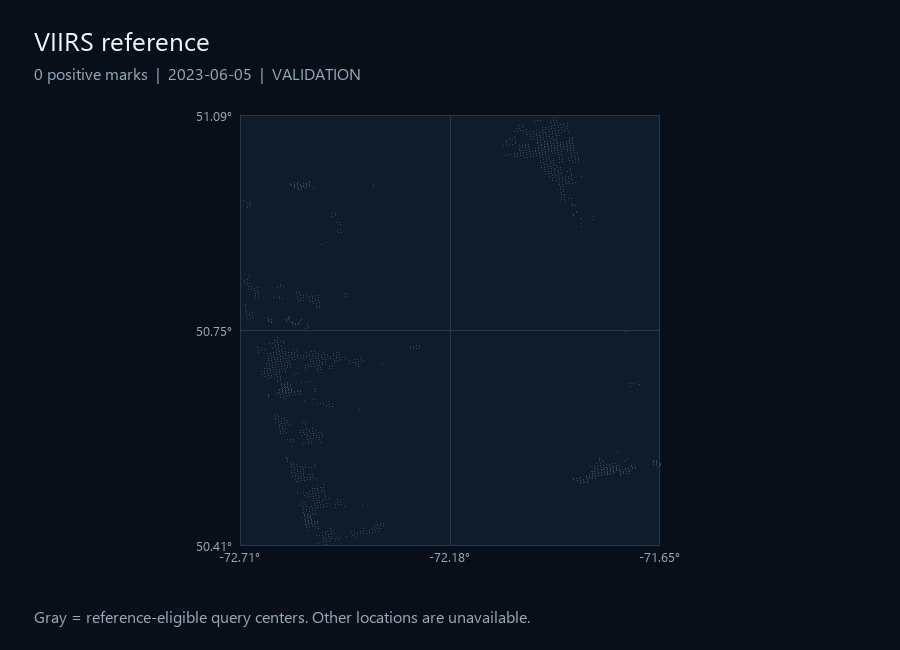 VIIRS reference
0 positive marks | 2023-06-05 | VALIDATION
51.09°
50.75°
50.41°
-72.71°
-72.18°
-71.65°
Gray = reference-eligible query centers. Other locations are unavailable.